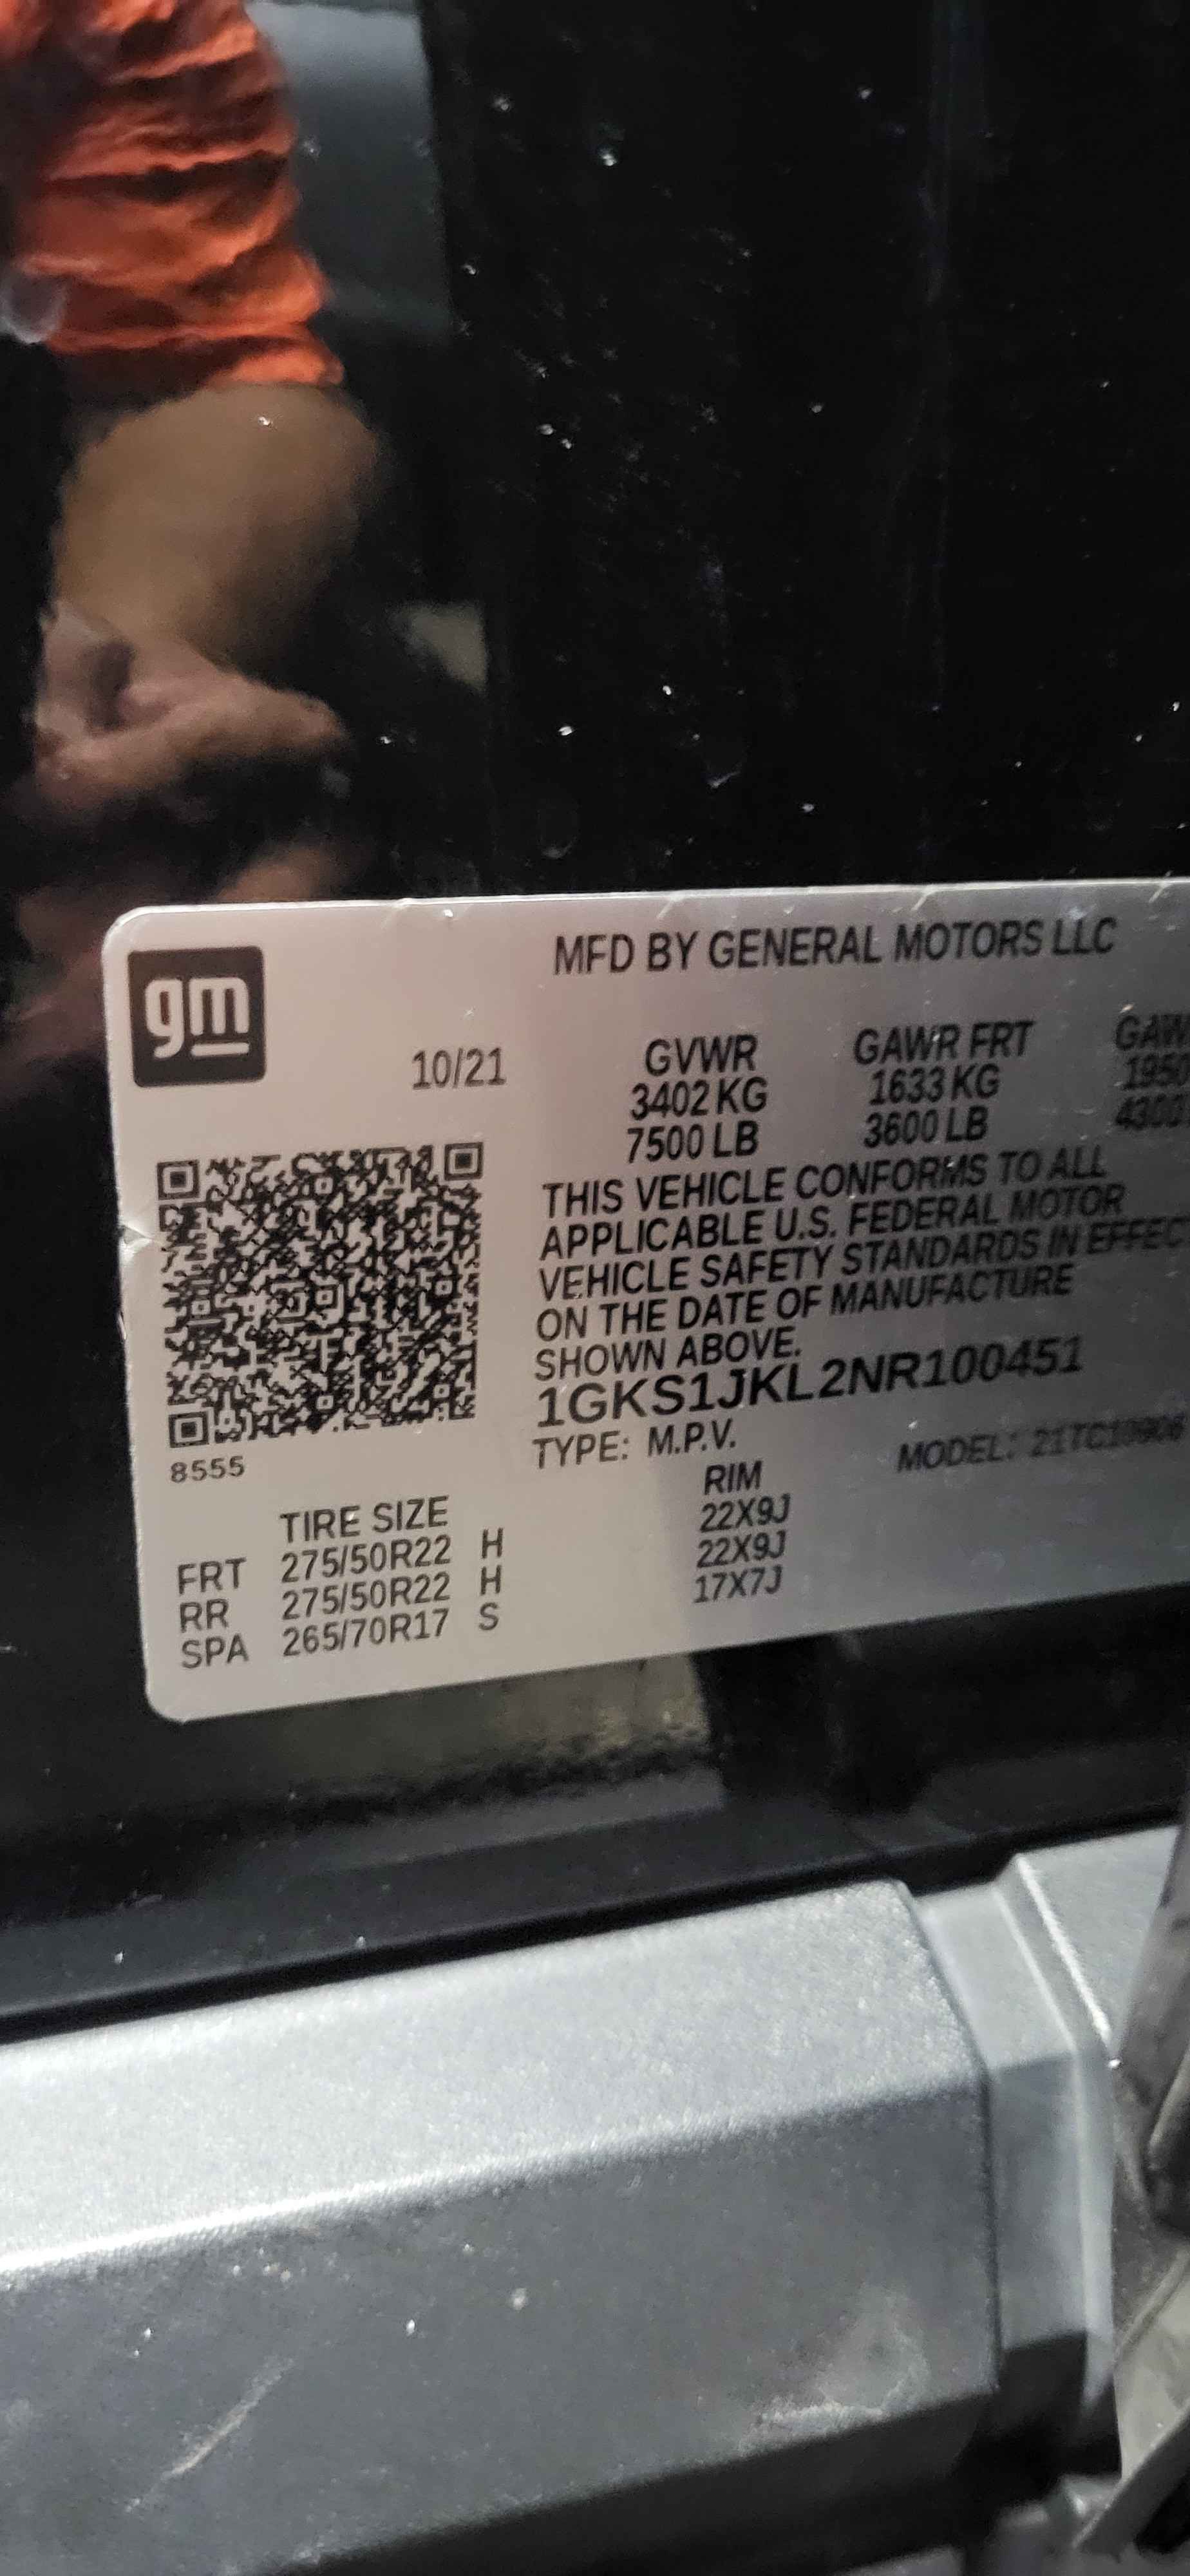 gm
MFD BY GENERAL MOTORS LLC
10/21
GVWR GAWR FRT
3402 KG 1633 KG 1950
7500 LB 3600 LB 4300
THIS VEHICLE CONFORMS TO ALL
APPLICABLE U.S. FEDERAL MOTOR
VEHICLE SAFETY STANDARDS IN EFFEC
ON THE DATE OF MANUFACTURE
SHOWN ABOVE.
1GKS1JKL2NR100451
TYPE: M.P.V. MODEL:
8555
TIRE SIZE RIM
FRT 275/50R22 H 22X9J
RR 275/50R22 H 22X9J
SPA 265/70R17 S 17X7J